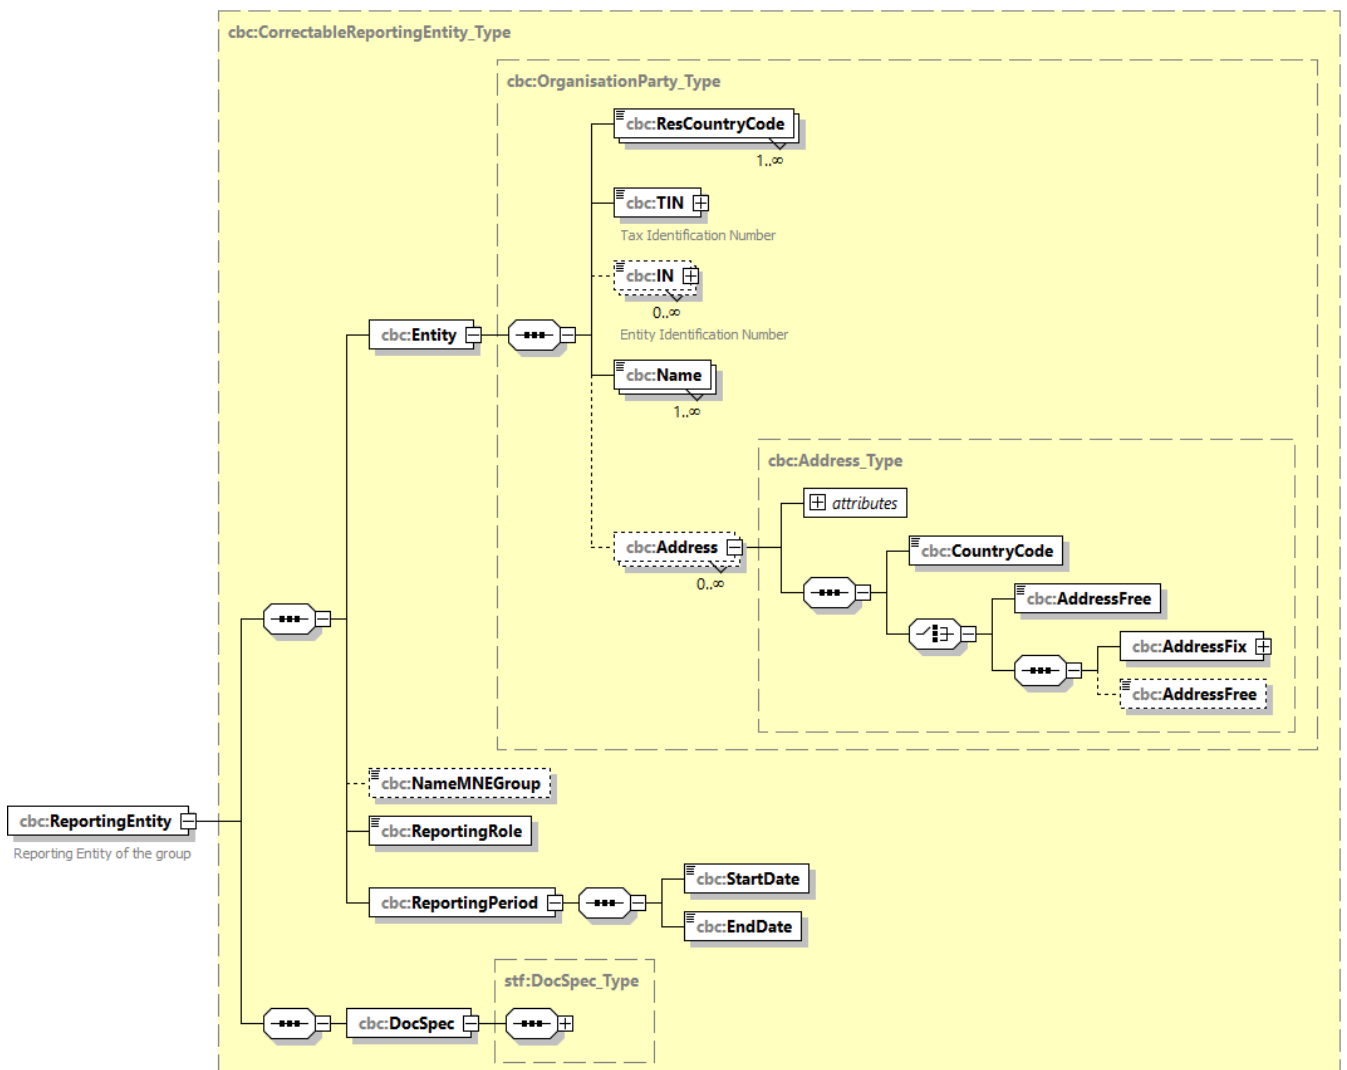 cbc:CorrectableReportingEntity_Type
cbc:OrganisationParty_Type
cbc:ResCountryCode
1..∞
cbc:TIN
Tax Identification Number
cbc:IN
0..∞
Entity Identification Number
cbc:Entity
cbc:Name
1..∞
cbc:Address_Type
attributes
cbc:Address
0..∞
cbc:CountryCode
cbc:AddressFree
cbc:AddressFix
cbc:AddressFree
cbc:NameMNEGroup
cbc:ReportingEntity
Reporting Entity of the group
cbc:ReportingRole
cbc:ReportingPeriod
cbc:StartDate
cbc:EndDate
stf:DocSpec_Type
cbc:DocSpec